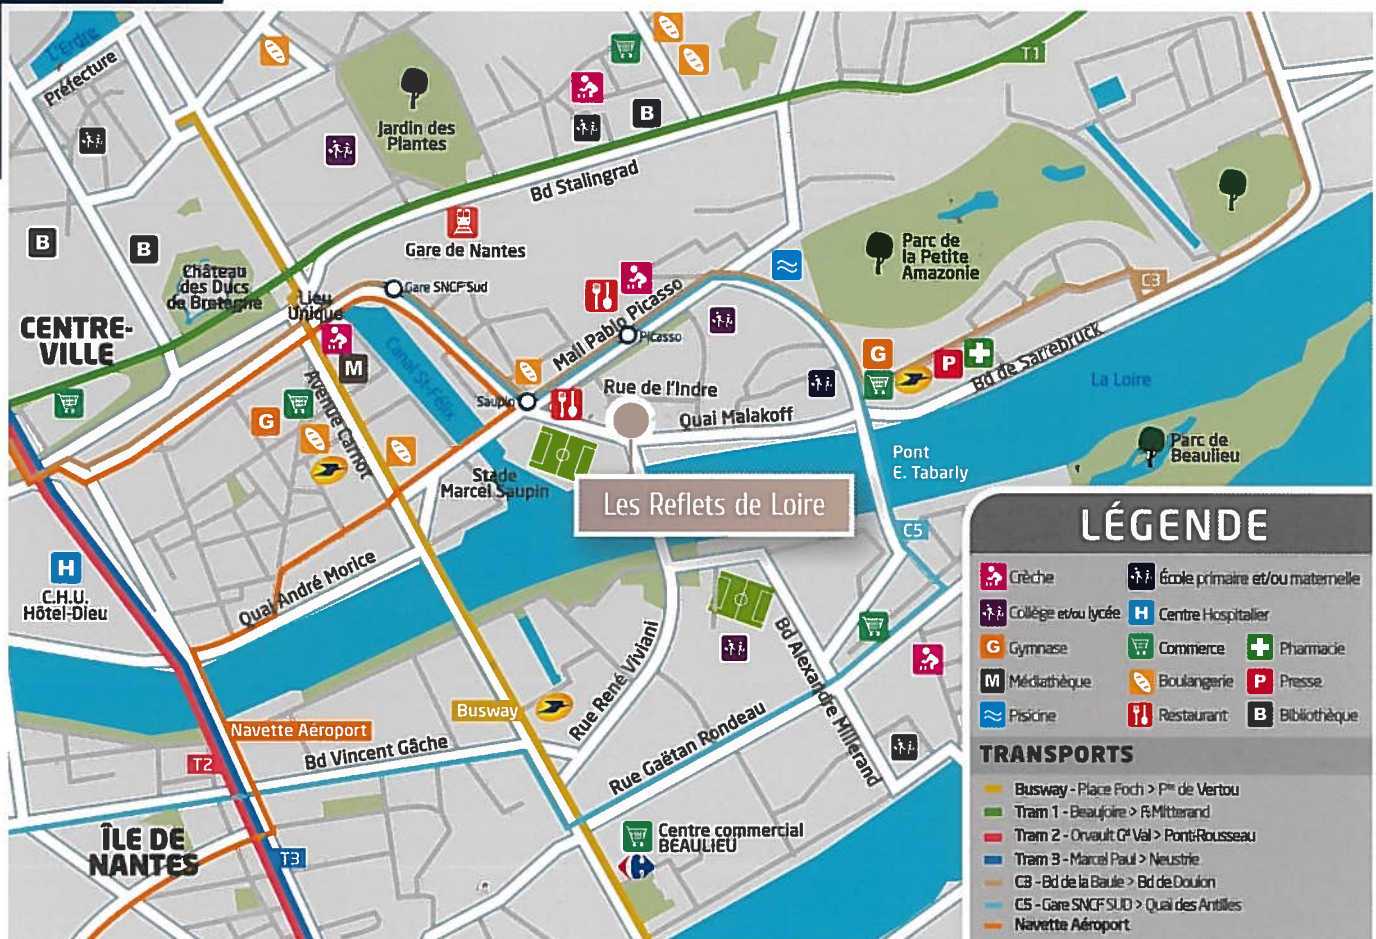 L'Erdre
Préfecture
Jardin des
Plantes
B
T1
Bd Stalingrad
B
B
Gare de Nantes
Château
des Ducs
de Bretagne
Lieu
Unique
Gare SNCF Sud
Parc de
la Petite
Amazonie
C3
CENTRE-
VILLE
M
Canal St-Félix
Mail Pablo Picasso
Picasso
Avenue Carnot
G
Saupin
Rue de l'Indre
Quai Malakoff
G
P
Bd de Sarrebruck
La Loire
Parc de
Beaulieu
Pont
E. Tabarly
Stade
Marcel Saupin
Les Reflets de Loire
C5
H
C.H.U.
Hôtel-Dieu
Quai André Morice
Busway
Rue René Viviani
Bd Alexandre Millerand
Navette Aéroport
T2
Bd Vincent Gâche
Rue Gaëtan Rondeau
ÎLE DE
NANTES
T3
Centre commercial
BEAULIEU
LÉGENDE
Crèche
École primaire et/ou maternelle
Collège et/ou lycée
H Centre Hospitalier
G Gymnase
Commerce
Pharmacie
M Médiathèque
Boulangerie
P Presse
Pisicine
Restaurant
B Bibliothèque
TRANSPORTS
Busway - Place Foch > Pte de Vertou
Tram 1 - Beaujoire > F. Mitterand
Tram 2 - Orvault Gd Val > Pont-Rousseau
Tram 3 - Marcel Paul > Neustrie
C3 - Bd de la Baule > Bd de Doulon
C5 - Gare SNCF SUD > Quai des Antilles
Navette Aéroport